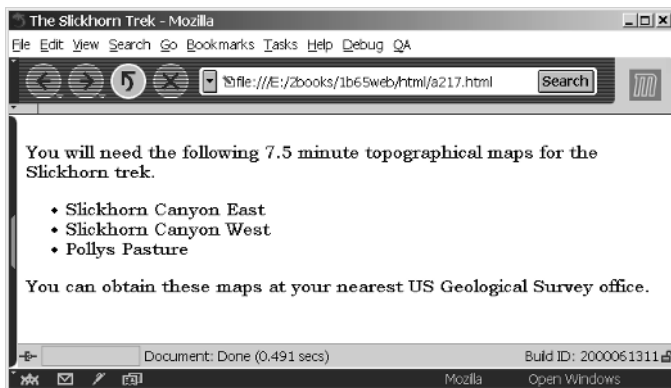 The Slickhorn Trek - Mozilla
File Edit View Search Go Bookmarks Tasks Help Debug QA
file:///E:/2books/1b65web/html/a217.html Search
You will need the following 7.5 minute topographical maps for the
Slickhorn trek.
• Slickhorn Canyon East
• Slickhorn Canyon West
• Pollys Pasture
You can obtain these maps at your nearest US Geological Survey office.
Document: Done (0.491 secs) Build ID: 2000061311
Mozilla Open Windows